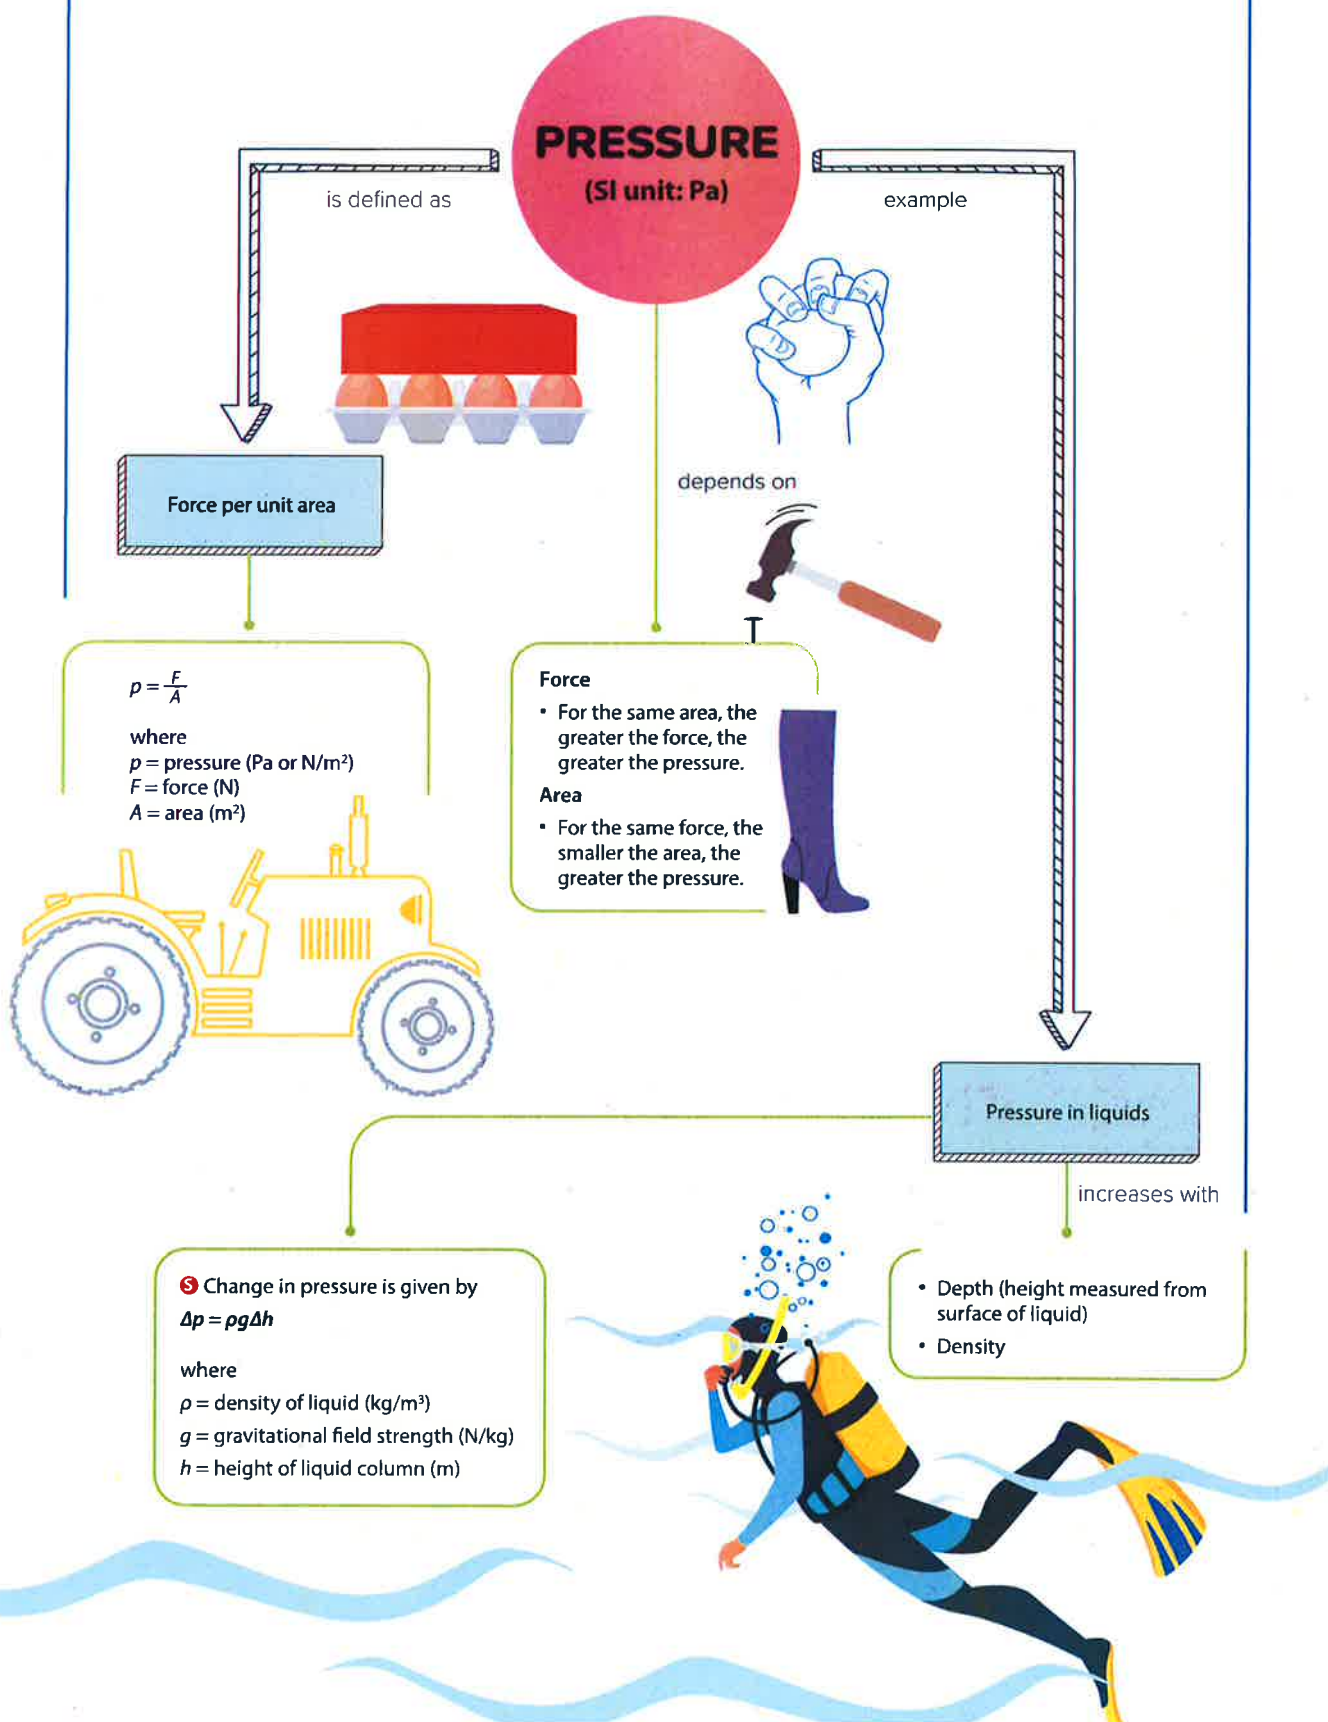 PRESSURE
(SI unit: Pa)
is defined as
example
depends on
Force per unit area
p = F/A
where
p = pressure (Pa or N/m²)
F = force (N)
A = area (m²)
Force
• For the same area, the
greater the force, the
greater the pressure.
Area
• For the same force, the
smaller the area, the
greater the pressure.
Pressure in liquids
increases with
S Change in pressure is given by
Δp = ρgΔh
where
ρ = density of liquid (kg/m³)
g = gravitational field strength (N/kg)
h = height of liquid column (m)
• Depth (height measured from
surface of liquid)
• Density